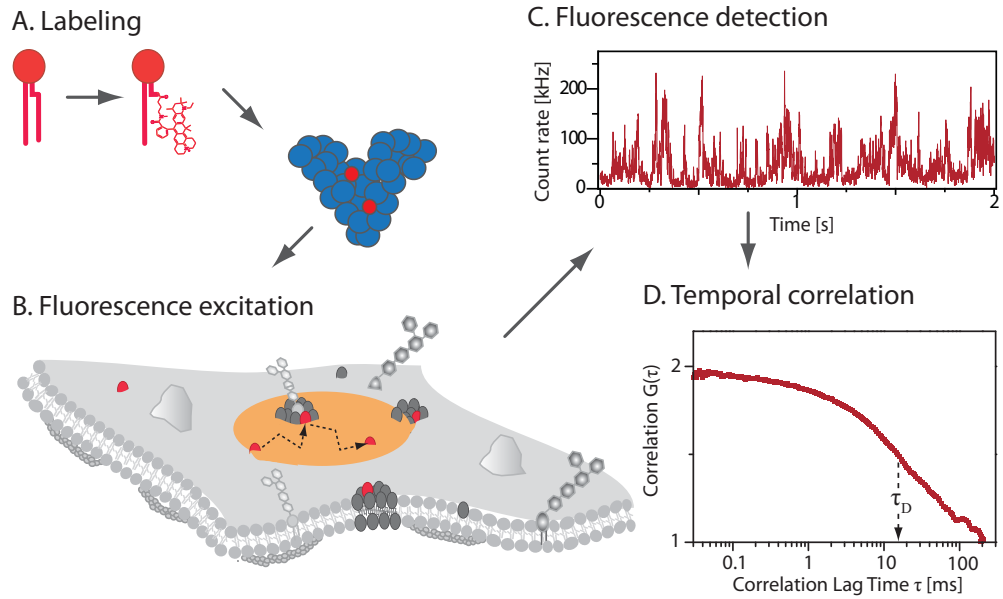 A. Labeling
C. Fluorescence detection
Count rate [kHz]
200
100
0
0
1
2
Time [s]
B. Fluorescence excitation
D. Temporal correlation
Correlation G(τ)
2
1
τD
0.1
1
10
100
Correlation Lag Time τ [ms]